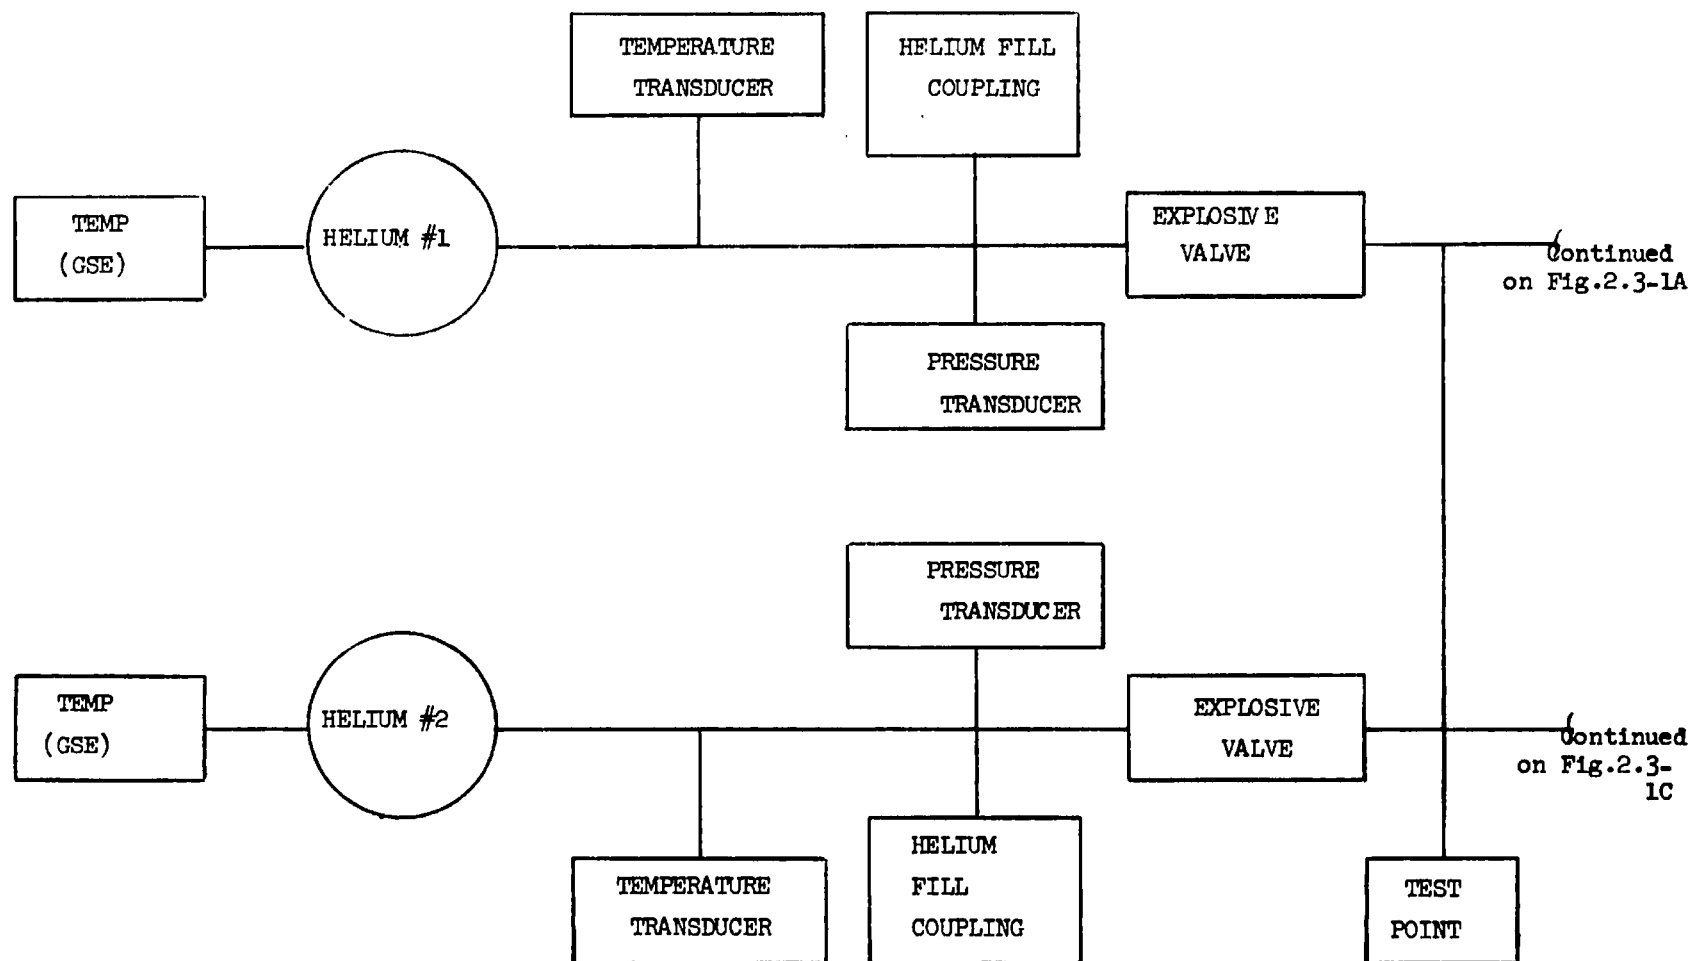 TEMPERATURE
TRANSDUCER
HELIUM FILL
COUPLING
TEMP
(GSE)
HELIUM #1
EXPLOSIVE
VALVE
Continued
on Fig.2.3-1A
PRESSURE
TRANSDUCER
PRESSURE
TRANSDUCER
TEMP
(GSE)
HELIUM #2
EXPLOSIVE
VALVE
Continued
on Fig.2.3-
1C
TEMPERATURE
TRANSDUCER
HELIUM
FILL
COUPLING
TEST
POINT